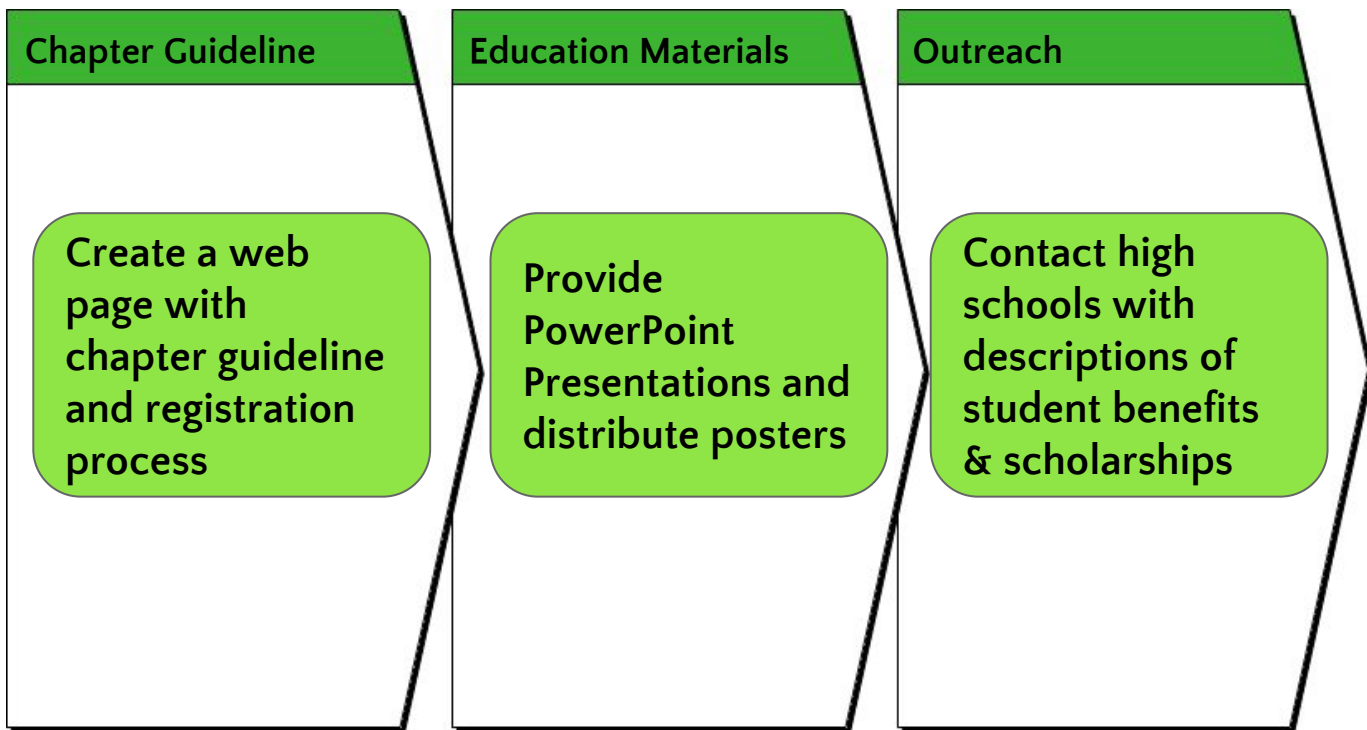 Chapter Guideline
Create a web
page with
chapter guideline
and registration
process
Education Materials
Provide
PowerPoint
Presentations and
distribute posters
Outreach
Contact high
schools with
descriptions of
student benefits
& scholarships